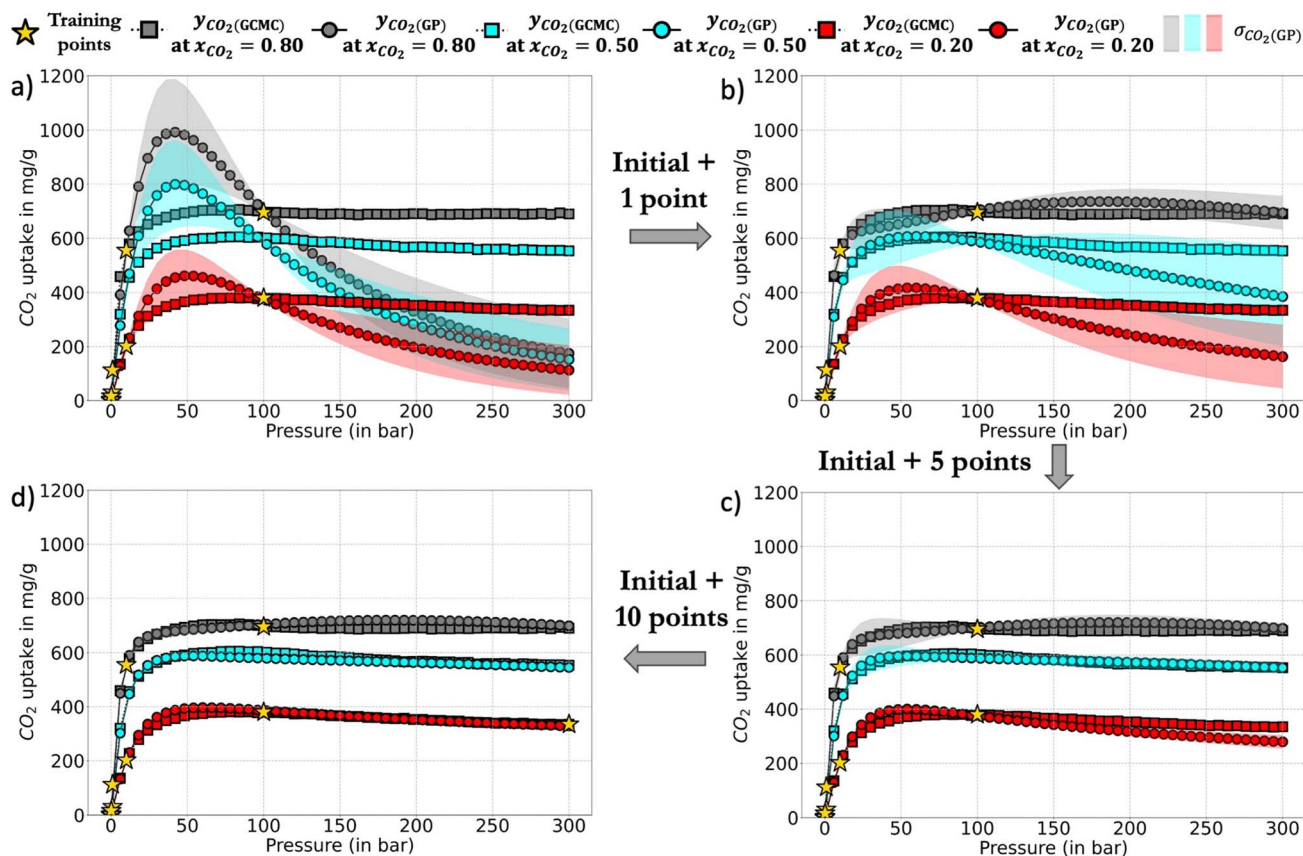 Training points
y_CO₂(GCMC) at x_CO₂ = 0.80
y_CO₂(GP) at x_CO₂ = 0.80
y_CO₂(GCMC) at x_CO₂ = 0.50
y_CO₂(GP) at x_CO₂ = 0.50
y_CO₂(GCMC) at x_CO₂ = 0.20
y_CO₂(GP) at x_CO₂ = 0.20
σ_CO₂(GP)
a)
1200
1000
800
600
400
200
0
CO₂ uptake in mg/g
0 50 100 150 200 250 300
Pressure (in bar)
Initial +
1 point
b)
1200
1000
800
600
400
200
0
CO₂ uptake in mg/g
0 50 100 150 200 250 300
Pressure (in bar)
Initial + 5 points
d)
1200
1000
800
600
400
200
0
CO₂ uptake in mg/g
0 50 100 150 200 250 300
Pressure (in bar)
Initial +
10 points
c)
1200
1000
800
600
400
200
0
CO₂ uptake in mg/g
0 50 100 150 200 250 300
Pressure (in bar)